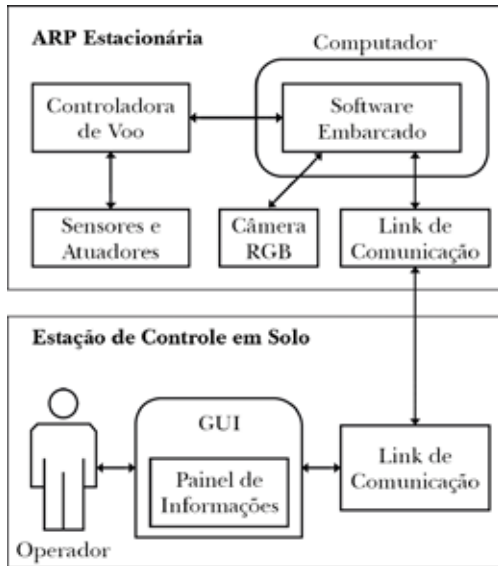 ARP Estacionária
Computador
Controladora
de Voo
Software
Embarcado
Sensores e
Atuadores
Câmera
RGB
Link de
Comunicação
Estação de Controle em Solo
GUI
Painel de
Informações
Link de
Comunicação
Operador